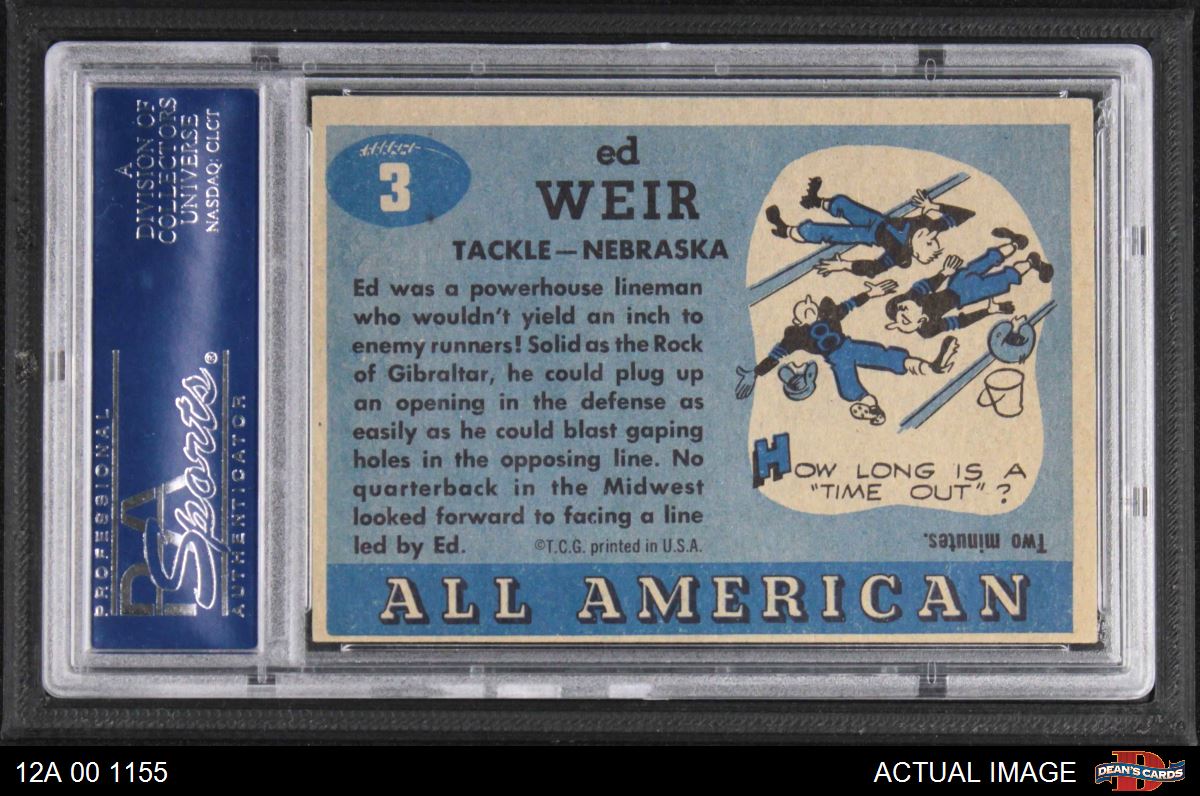 A
DIVISION OF
COLLECTORS
UNIVERSE
NASDAQ: CLCT
PROFESSIONAL
PSA
Sports®
AUTHENTICATOR
3
ed
WEIR
TACKLE—NEBRASKA
Ed was a powerhouse lineman
who wouldn't yield an inch to
enemy runners! Solid as the Rock
of Gibraltar, he could plug up
an opening in the defense as
easily as he could blast gaping
holes in the opposing line. No
quarterback in the Midwest
looked forward to facing a line
led by Ed.
©T.C.G. printed in U.S.A.
8
HOW LONG IS A
"TIME OUT"?
Two minutes.
ALL AMERICAN
12A 00 1155
ACTUAL IMAGE
D
DEAN'S CARDS